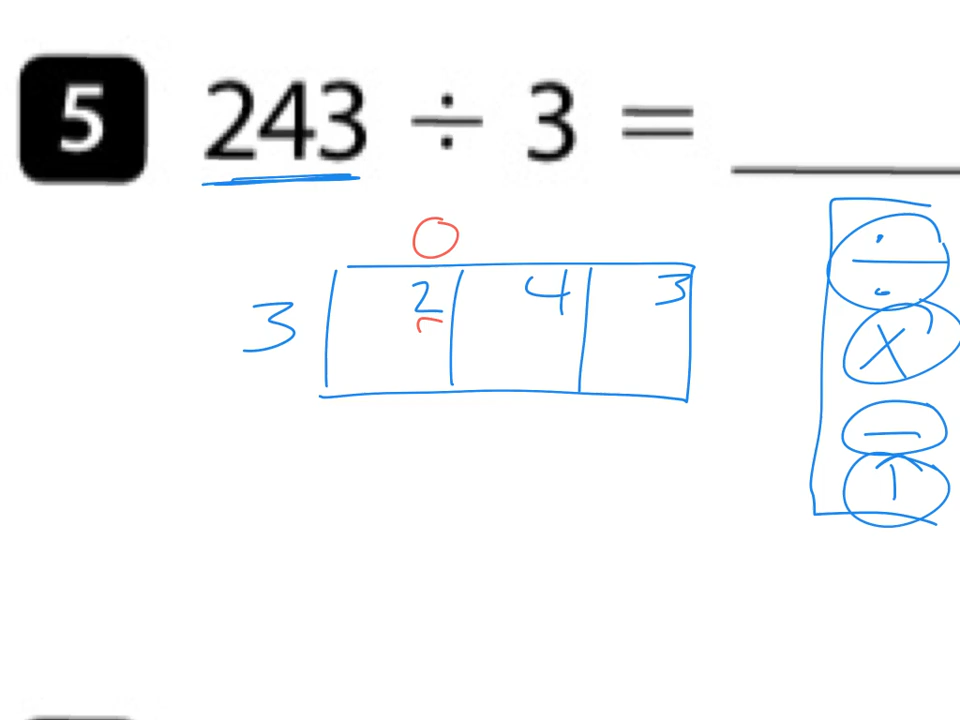 5 243 ÷ 3 =
0
3 2 4 3
÷
×
−
↑